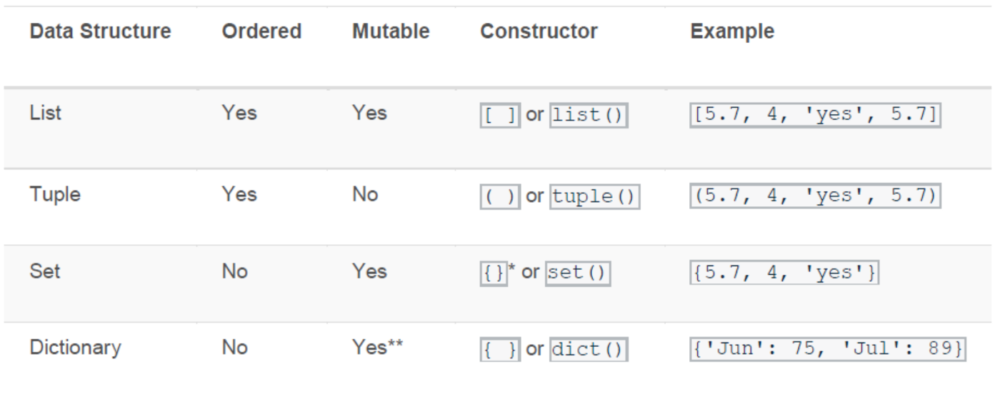 Data Structure Ordered Mutable Constructor Example
List Yes Yes [ ] or list() [5.7, 4, 'yes', 5.7]
Tuple Yes No ( ) or tuple() (5.7, 4, 'yes', 5.7)
Set No Yes {}* or set() {5.7, 4, 'yes'}
Dictionary No Yes** { } or dict() {'Jun': 75, 'Jul': 89}